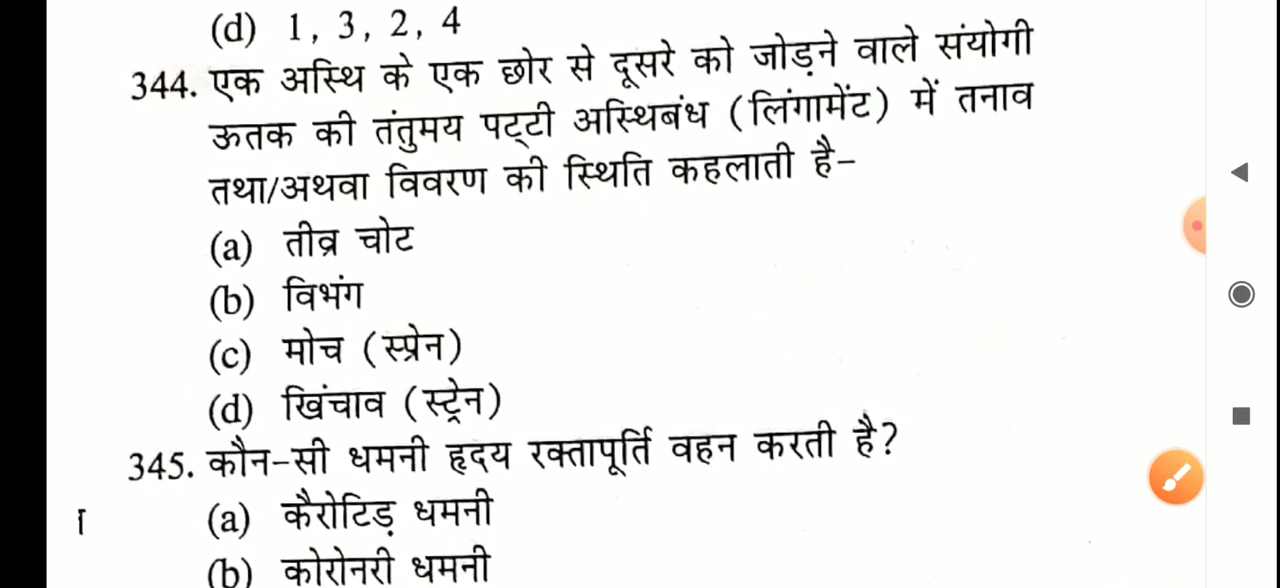 (d) 1, 3, 2, 4
344. एक अस्थि के एक छोर से दूसरे को जोड़ने वाले संयोगी
ऊतक की तंतुमय पट्टी अस्थिबंध (लिंगामेंट) में तनाव
तथा/अथवा विवरण की स्थिति कहलाती है-
(a) तीव्र चोट
(b) विभंग
(c) मोच (स्प्रेन)
(d) खिंचाव (स्ट्रेन)
345. कौन-सी धमनी हृदय रक्तापूर्ति वहन करती है?
(a) कैरोटिड़ धमनी
(b) कोरोनरी धमनी